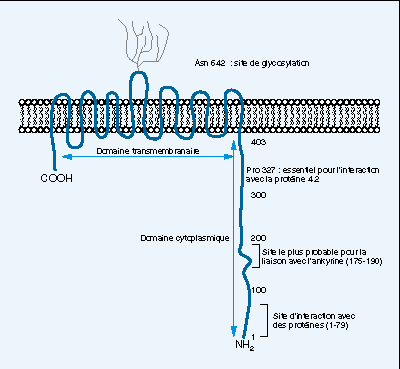 Asn 642 : site de glycosylation
403
Domaine transmembranaire
Pro 327 : essentiel pour l'interaction
avec la protéine 4.2
COOH
300
Domaine cytoplasmique
200
Site le plus probable pour la
liaison avec l'ankyrine (175-190)
100
Site d'interaction avec
des protéines (1-79)
1
NH2